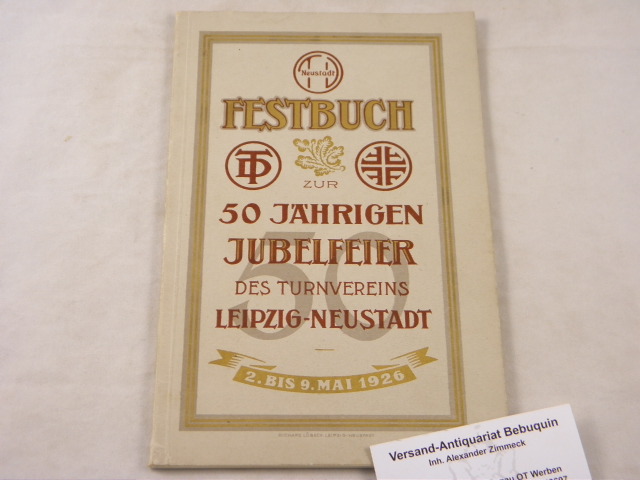 Neustadt
FESTBUCH
ZUR
50 JÄHRIGEN
JUBELFEIER
50
DES TURNVEREINS
LEIPZIG-NEUSTADT
2. BIS 9. MAI 1926
Versand-Antiquariat Bebuquin
Inh. Alexander Zimmeck
OT Werben